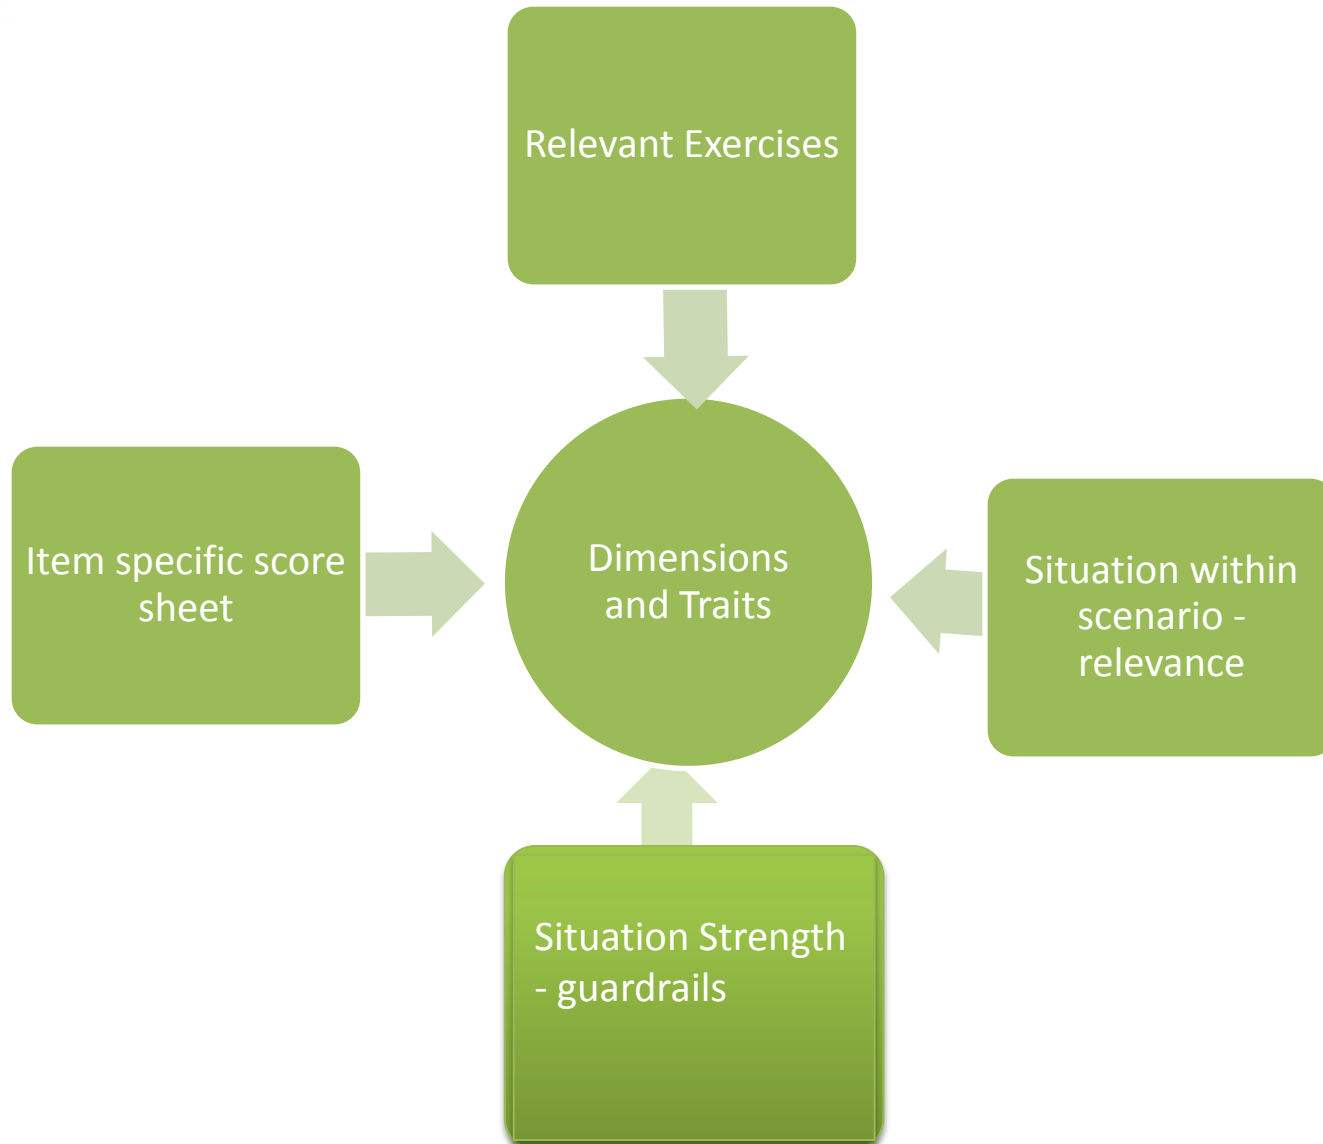 Relevant Exercises
Item specific score
sheet
Dimensions
and Traits
Situation within
scenario -
relevance
Situation Strength
- guardrails